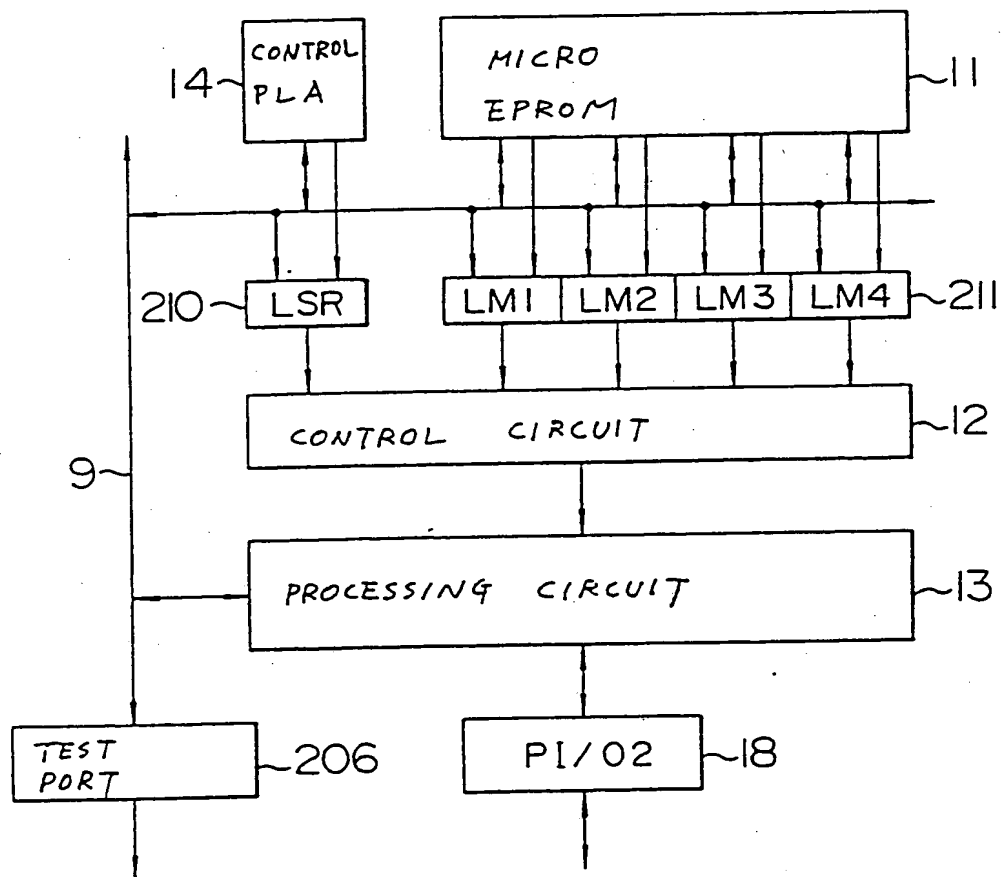 CONTROL
PLA
14
MICRO
EPROM
11
210
LSR
LM1 LM2 LM3 LM4
211
CONTROL CIRCUIT
12
9
PROCESSING CIRCUIT
13
TEST
PORT
206
PI/O2
18